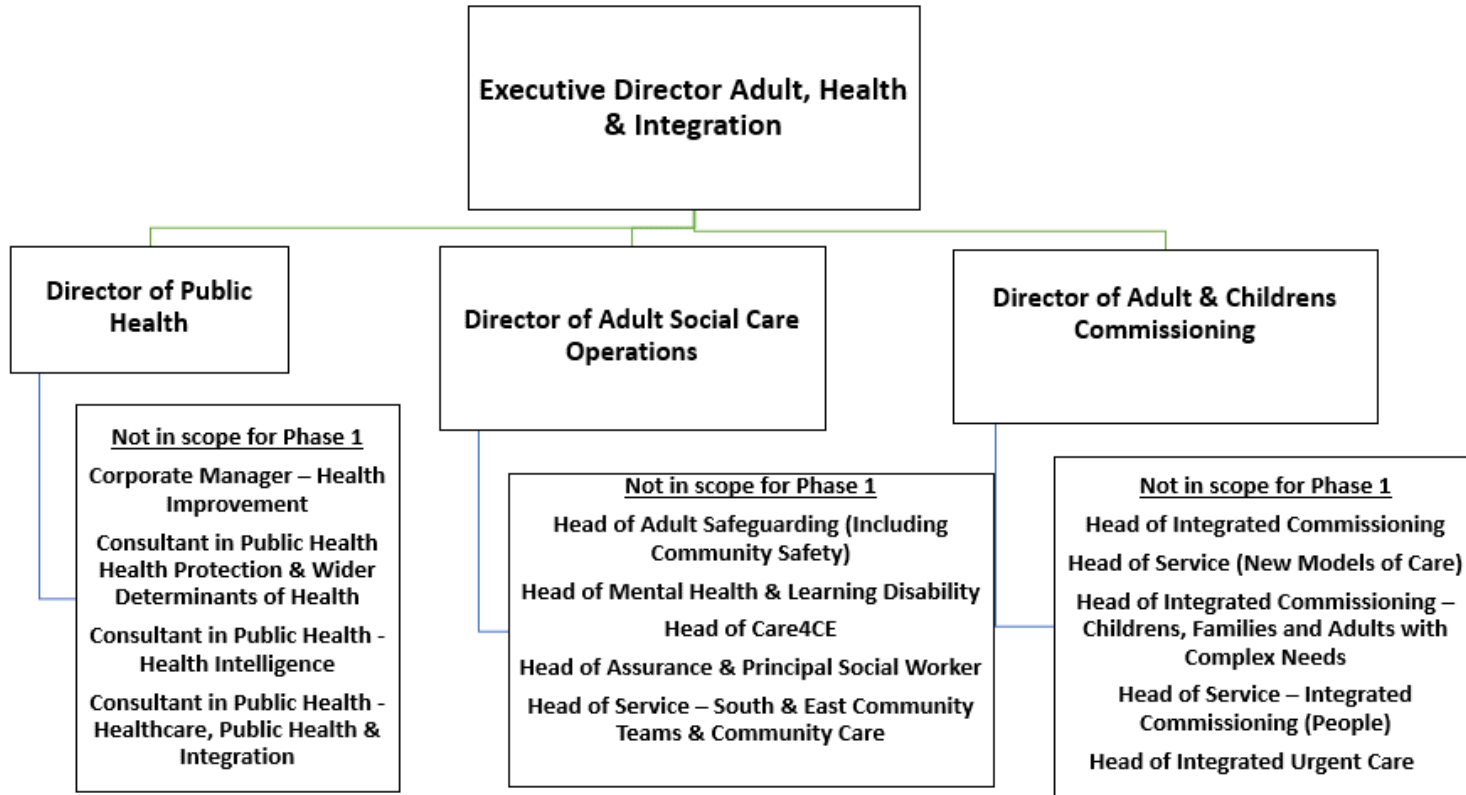 Executive Director Adult, Health
& Integration
Director of Public
Health
Director of Adult Social Care
Operations
Director of Adult & Childrens
Commissioning
Not in scope for Phase 1
Corporate Manager – Health
Improvement
Consultant in Public Health
Health Protection & Wider
Determinants of Health
Consultant in Public Health -
Health Intelligence
Consultant in Public Health -
Healthcare, Public Health &
Integration
Not in scope for Phase 1
Head of Adult Safeguarding (Including
Community Safety)
Head of Mental Health & Learning Disability
Head of Care4CE
Head of Assurance & Principal Social Worker
Head of Service – South & East Community
Teams & Community Care
Not in scope for Phase 1
Head of Integrated Commissioning
Head of Service (New Models of Care)
Head of Integrated Commissioning –
Childrens, Families and Adults with
Complex Needs
Head of Service – Integrated
Commissioning (People)
Head of Integrated Urgent Care